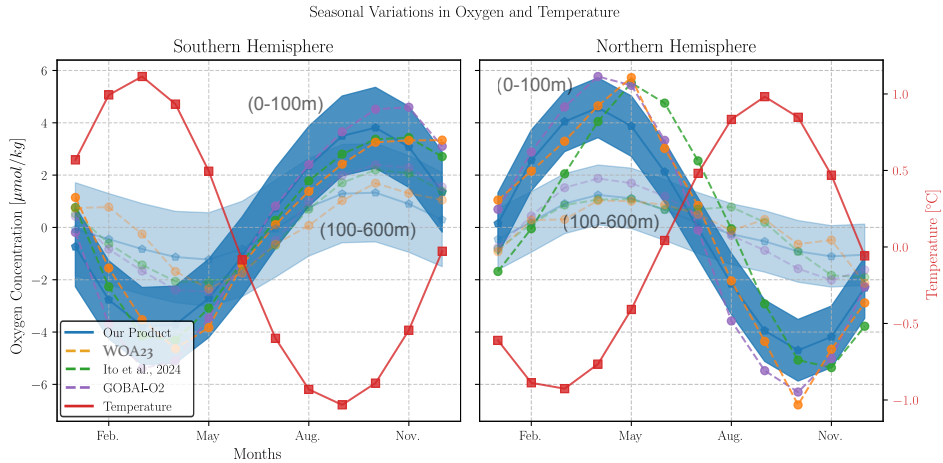 Seasonal Variations in Oxygen and Temperature
Southern Hemisphere
Northern Hemisphere
Oxygen Concentration [μmol/kg]
6
4
2
0
−2
−4
−6
(0-100m)
(100-600m)
Our Product
WOA23
Ito et al., 2024
GOBAI-O2
Temperature
Feb.
May
Aug.
Nov.
Months
(0-100m)
(100-600m)
Feb.
May
Aug.
Nov.
1.0
0.5
0.0
−0.5
−1.0
Temperature [°C]